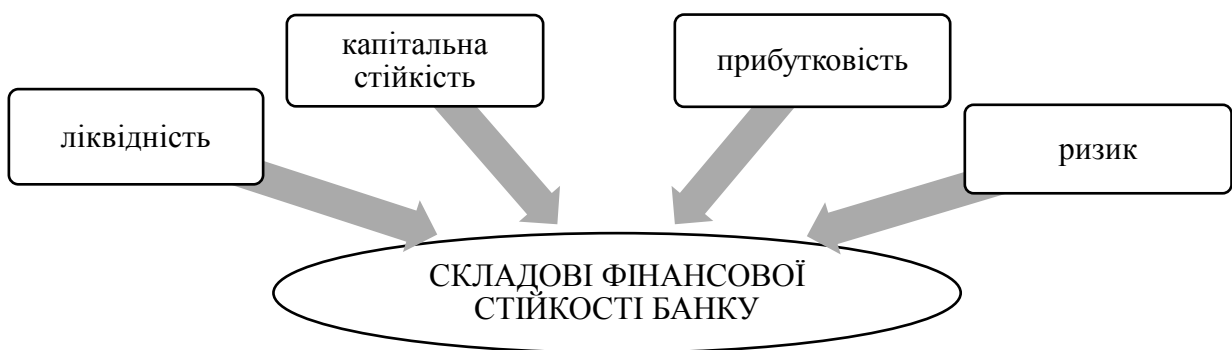 капітальна
стійкість
прибутковість
ліквідність
ризик
СКЛАДОВІ ФІНАНСОВОЇ
СТІЙКОСТІ БАНКУ